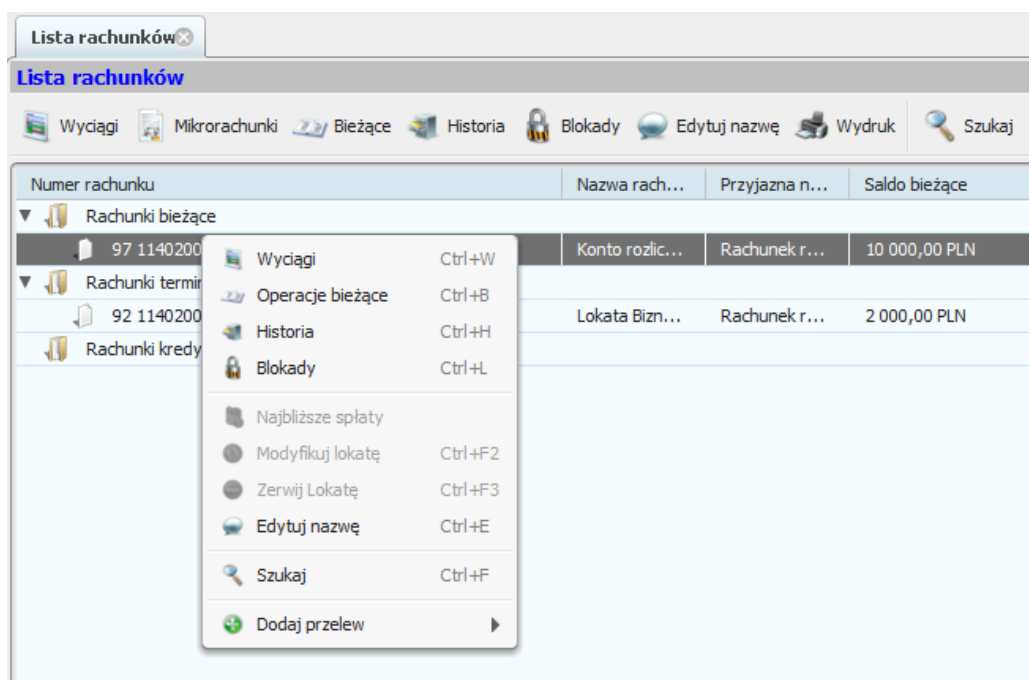 Lista rachunków
Lista rachunków
Wyciągi Mikrorachunki Bieżące Historia Blokady Edytuj nazwę Wydruk Szukaj
Numer rachunku Nazwa rach... Przyjazna n... Saldo bieżące
Rachunki bieżące
97 1140200 Konto rozlic... Rachunek r... 10 000,00 PLN
Rachunki termin
92 1140200 Lokata Bizn... Rachunek r... 2 000,00 PLN
Rachunki kredy
Wyciągi Ctrl+W
Operacje bieżące Ctrl+B
Historia Ctrl+H
Blokady Ctrl+L
Najbliższe spłaty
Modyfikuj lokatę Ctrl+F2
Zerwij Lokatę Ctrl+F3
Edytuj nazwę Ctrl+E
Szukaj Ctrl+F
Dodaj przelew